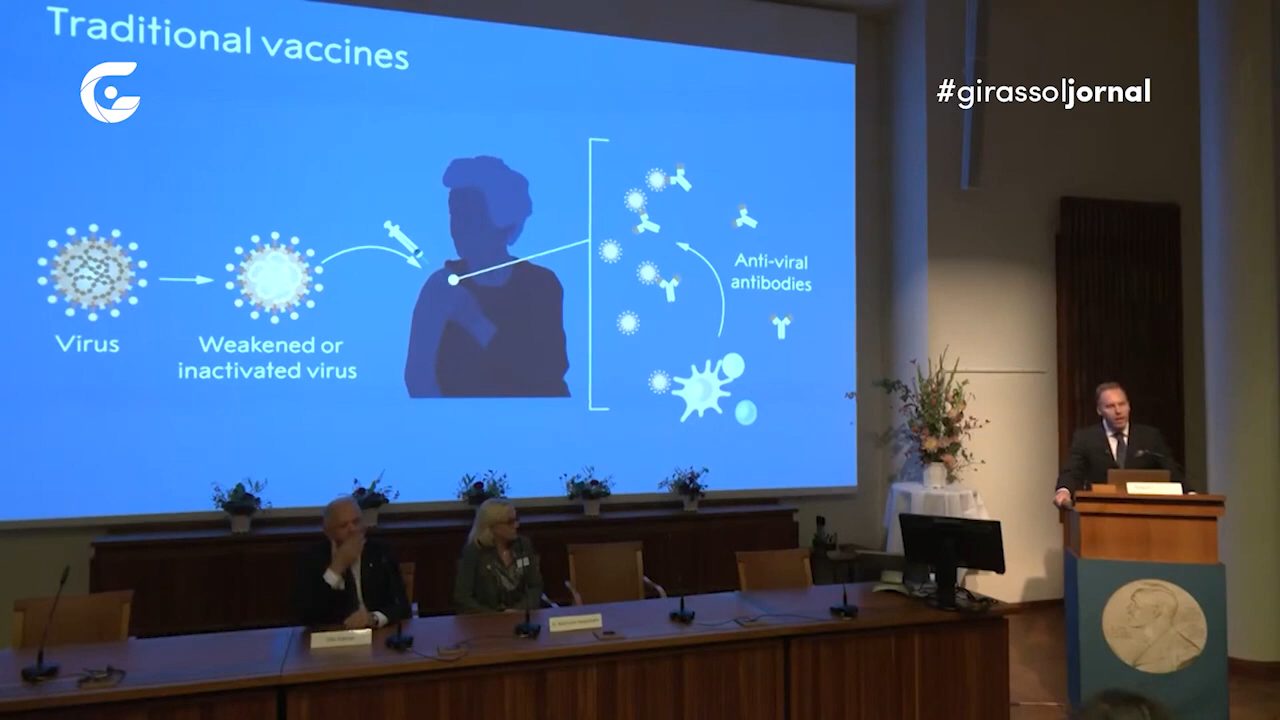 Traditional vaccines
#girassoljornal
Anti-viral
antibodies
Virus
Weakened or
inactivated virus